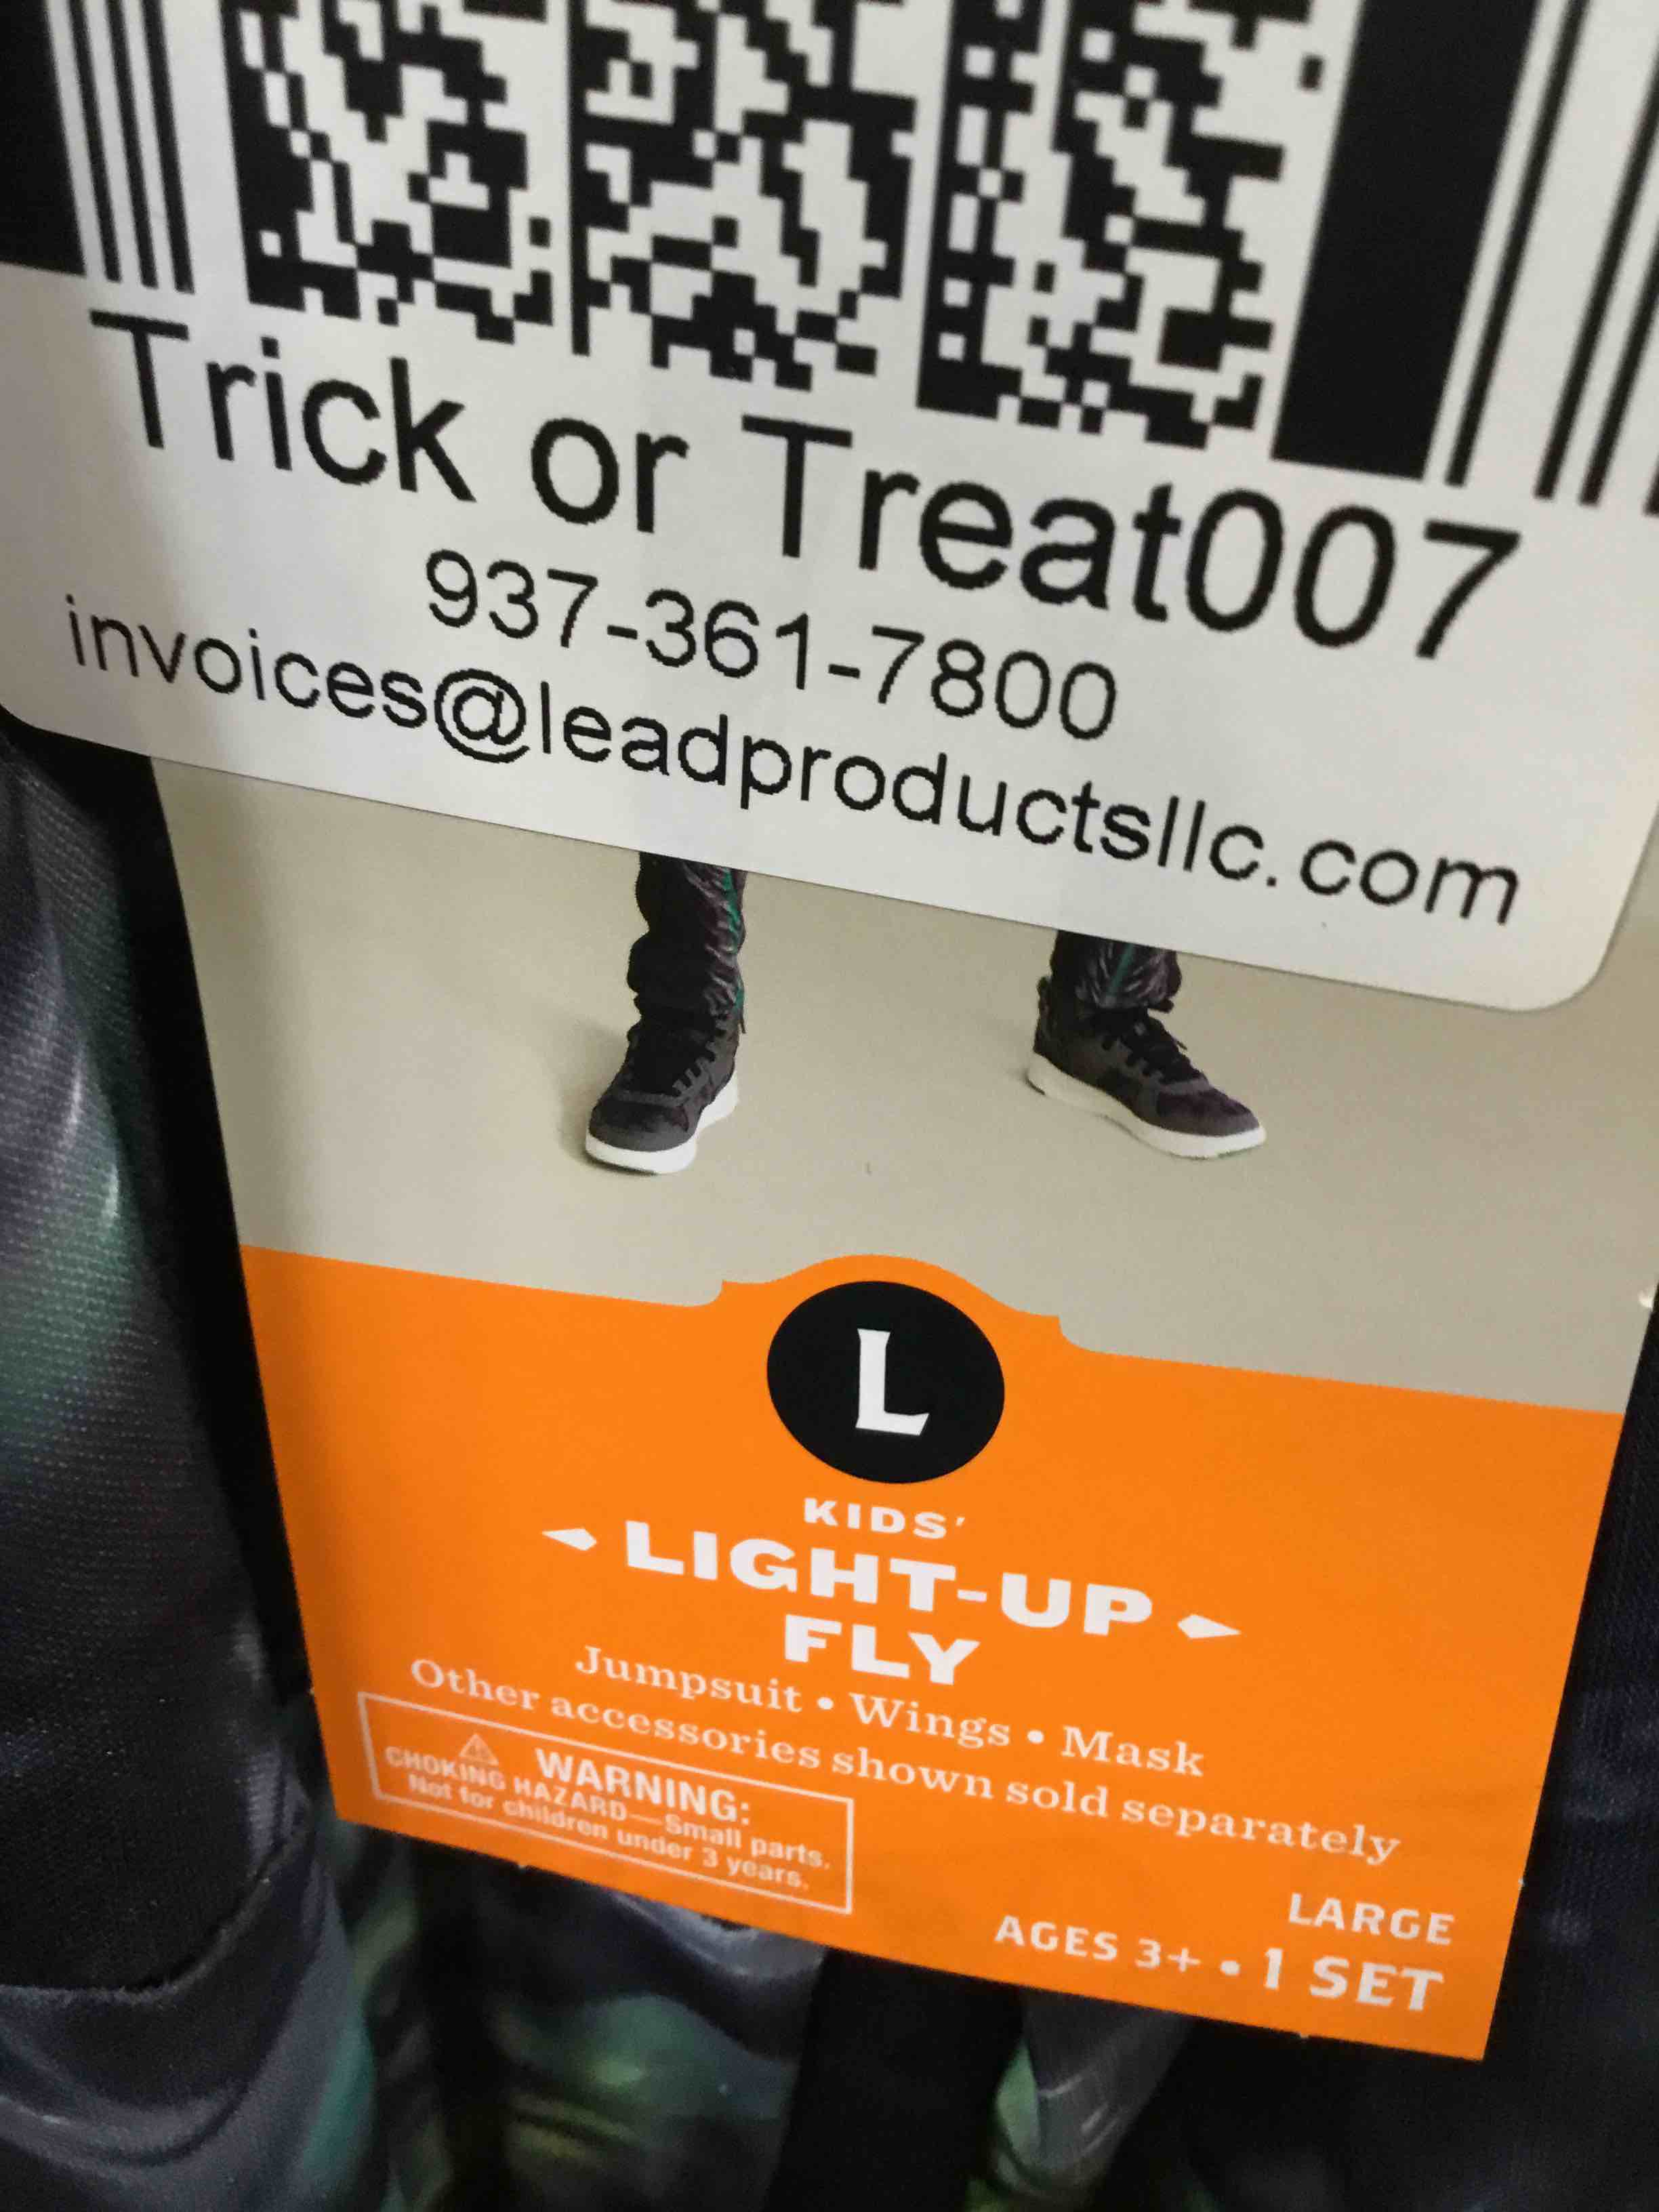 Trick or Treat007
937-361-7800
invoices@leadproductsllc.com
L
KIDS'
LIGHT-UP
FLY
Jumpsuit • Wings • Mask
Other accessories shown sold separately
WARNING:
CHOKING HAZARD—Small parts.
Not for children under 3 years.
LARGE
AGES 3+ • 1 SET